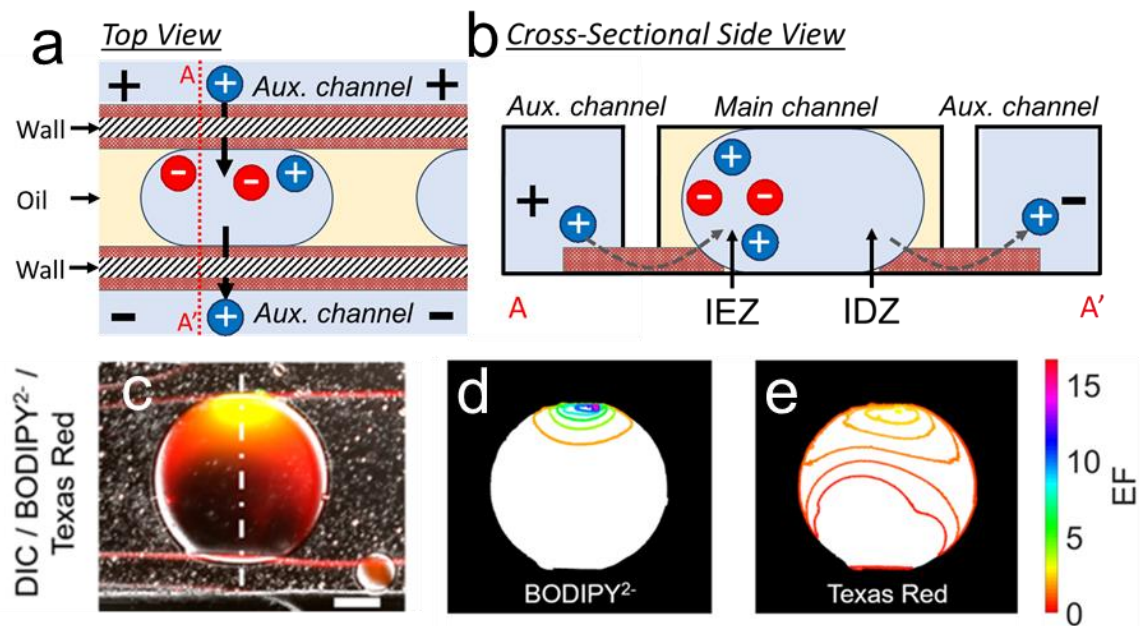 a Top View
A
+ + Aux. channel +
Wall
- - +
Oil
Wall
A'
- + Aux. channel -
b Cross-Sectional Side View
Aux. channel Main channel Aux. channel
+
+ - - + +
+ -
A IEZ IDZ A'
DIC / BODIPY²⁻ /
Texas Red
c
d
BODIPY²⁻
e
Texas Red
15
10
5
0
EF